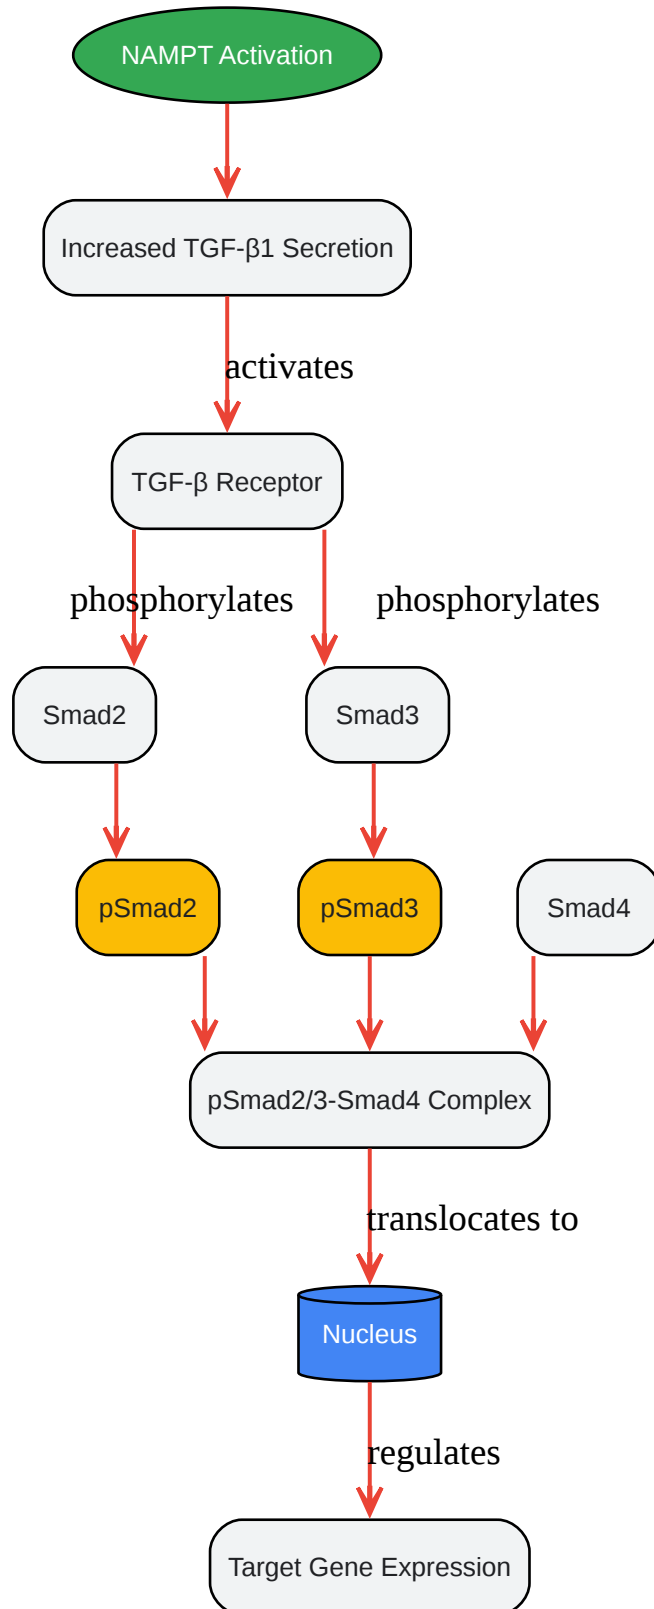 NAMPT Activation
Increased TGF-β1 Secretion
activates
TGF-β Receptor
phosphorylates
phosphorylates
Smad2
Smad3
pSmad2
pSmad3
Smad4
pSmad2/3-Smad4 Complex
translocates to
Nucleus
regulates
Target Gene Expression